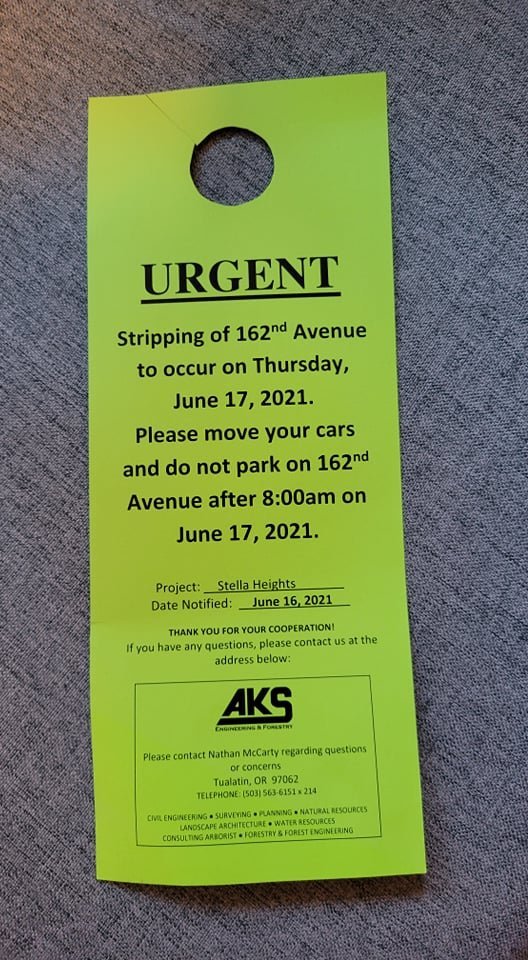 URGENT
Stripping of 162nd Avenue
to occur on Thursday,
June 17, 2021.
Please move your cars
and do not park on 162nd
Avenue after 8:00am on
June 17, 2021.
Project: Stella Heights
Date Notified: June 16, 2021
THANK YOU FOR YOUR COOPERATION!
If you have any questions, please contact us at the
address below:
AKS
ENGINEERING & FORESTRY
Please contact Nathan McCarty regarding questions
or concerns
Tualatin, OR 97062
TELEPHONE: (503) 563-6151 x 214
CIVIL ENGINEERING • SURVEYING • PLANNING • NATURAL RESOURCES
LANDSCAPE ARCHITECTURE • WATER RESOURCES
CONSULTING ARBORIST • FORESTRY & FOREST ENGINEERING